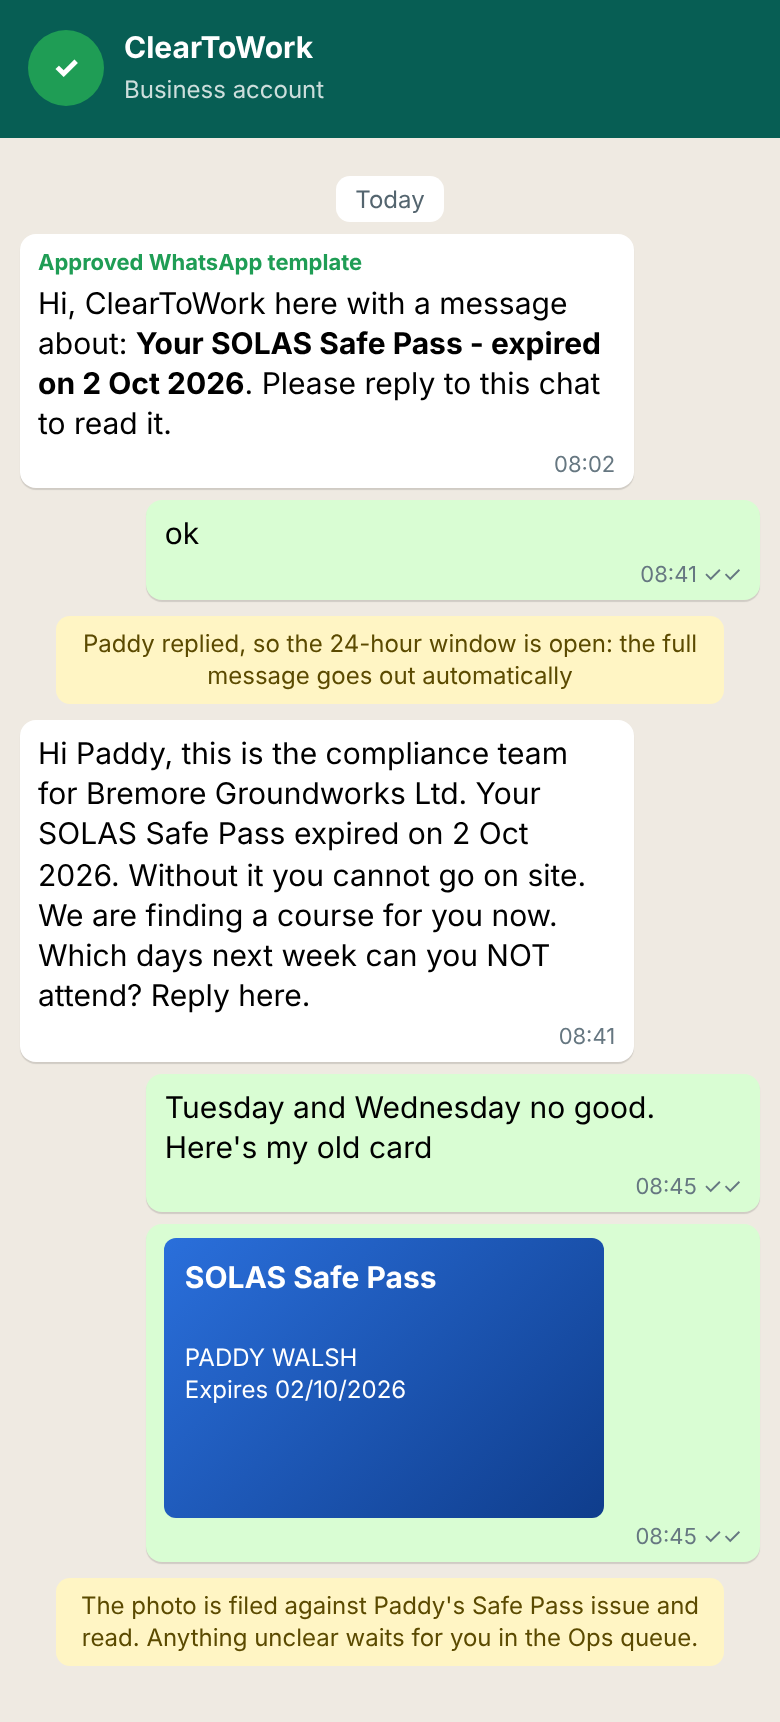 ClearToWork
Business account
Today
Approved WhatsApp template
Hi, ClearToWork here with a message
about: Your SOLAS Safe Pass - expired
on 2 Oct 2026. Please reply to this chat
to read it.
08:02
ok
08:41 ✓✓
Paddy replied, so the 24-hour window is open: the full
message goes out automatically
Hi Paddy, this is the compliance team
for Bremore Groundworks Ltd. Your
SOLAS Safe Pass expired on 2 Oct
2026. Without it you cannot go on site.
We are finding a course for you now.
Which days next week can you NOT
attend? Reply here.
08:41
Tuesday and Wednesday no good.
Here's my old card
08:45 ✓✓
SOLAS Safe Pass
PADDY WALSH
Expires 02/10/2026
08:45 ✓✓
The photo is filed against Paddy's Safe Pass issue and
read. Anything unclear waits for you in the Ops queue.